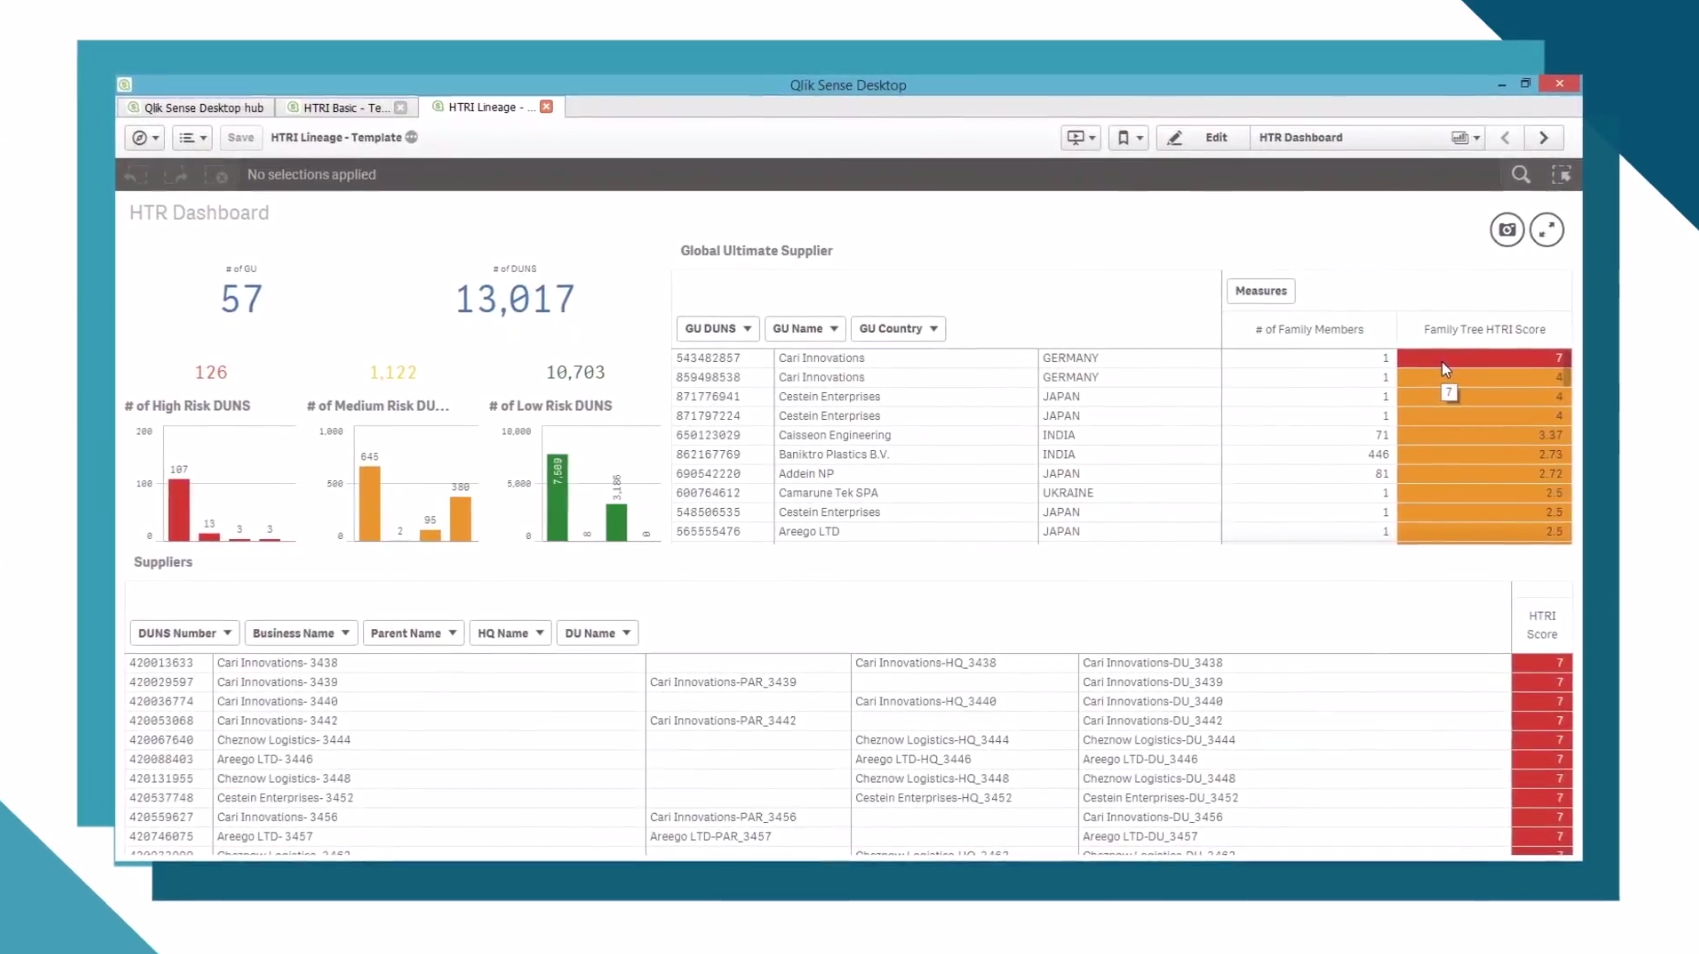 Qlik Sense Desktop
Qlik Sense Desktop hub
HTRI Basic - Te...
HTRI Lineage - ...
Save
HTRI Lineage - Template
Edit
HTR Dashboard
No selections applied
HTR Dashboard
# of GU
57
# of DUNS
13,017
126
# of High Risk DUNS
1,122
# of Medium Risk DU...
10,703
# of Low Risk DUNS
200
100
0
107
13
3
3
1,000
500
0
645
2
95
380
10,000
5,000
0
7,509
8
3,186
0
Global Ultimate Supplier
Measures
GU DUNS GU Name GU Country # of Family Members Family Tree HTRI Score
543482857 Cari Innovations GERMANY 1 7
859498538 Cari Innovations GERMANY 1 4
7
871776941 Cestein Enterprises JAPAN 1 4
871797224 Cestein Enterprises JAPAN 1 4
650123029 Caisseon Engineering INDIA 71 3.37
862167769 Baniktro Plastics B.V. INDIA 446 2.73
690542220 Addein NP JAPAN 81 2.72
600764612 Camarune Tek SPA UKRAINE 1 2.5
548506535 Cestein Enterprises JAPAN 1 2.5
565555476 Areego LTD JAPAN 1 2.5
Suppliers
DUNS Number Business Name Parent Name HQ Name DU Name
HTRI
Score
420013633 Cari Innovations- 3438 Cari Innovations-HQ_3438 Cari Innovations-DU_3438 7
420029597 Cari Innovations- 3439 Cari Innovations-PAR_3439 Cari Innovations-DU_3439 7
420036774 Cari Innovations- 3440 Cari Innovations-HQ_3440 Cari Innovations-DU_3440 7
420053068 Cari Innovations- 3442 Cari Innovations-PAR_3442 Cari Innovations-DU_3442 7
420067640 Cheznow Logistics- 3444 Cheznow Logistics-HQ_3444 Cheznow Logistics-DU_3444 7
420088403 Areego LTD- 3446 Areego LTD-HQ_3446 Areego LTD-DU_3446 7
420131955 Cheznow Logistics- 3448 Cheznow Logistics-HQ_3448 Cheznow Logistics-DU_3448 7
420537748 Cestein Enterprises- 3452 Cestein Enterprises-HQ_3452 Cestein Enterprises-DU_3452 7
420559627 Cari Innovations- 3456 Cari Innovations-PAR_3456 Cari Innovations-DU_3456 7
420746075 Areego LTD- 3457 Areego LTD-PAR_3457 Areego LTD-DU_3457 7